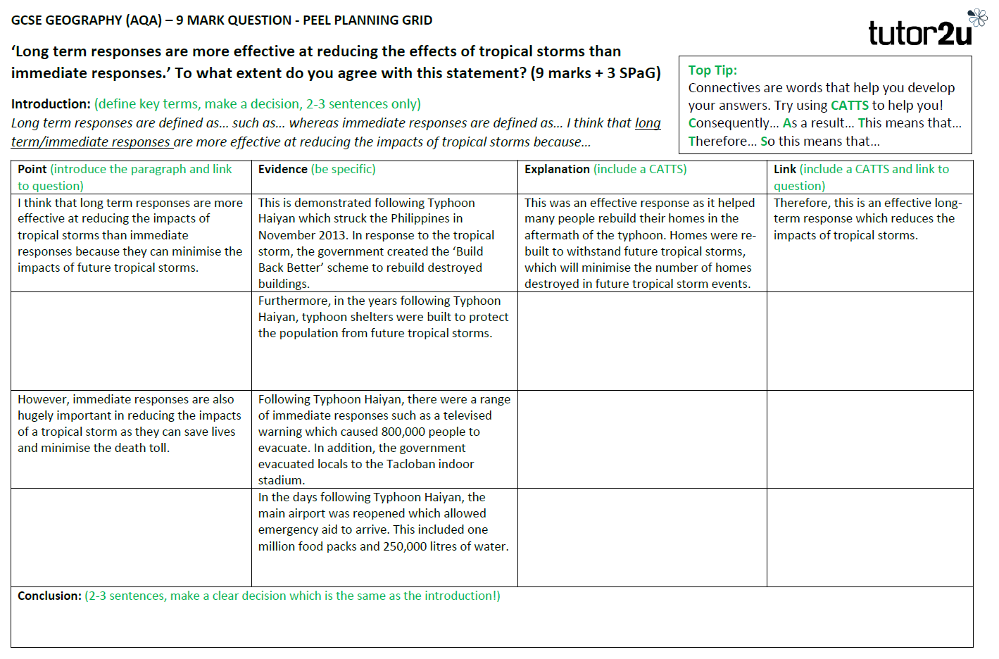 GCSE GEOGRAPHY (AQA) – 9 MARK QUESTION - PEEL PLANNING GRID
tutor2u
‘Long term responses are more effective at reducing the effects of tropical storms than
immediate responses.’ To what extent do you agree with this statement? (9 marks + 3 SPaG)
Introduction: (define key terms, make a decision, 2-3 sentences only)
Long term responses are defined as... such as... whereas immediate responses are defined as... I think that long
term/immediate responses are more effective at reducing the impacts of tropical storms because...
Top Tip:
Connectives are words that help you develop
your answers. Try using CATTS to help you!
Consequently... As a result... This means that...
Therefore... So this means that...
Point (introduce the paragraph and link
to question)
Evidence (be specific)
Explanation (include a CATTS)
Link (include a CATTS and link to
question)
I think that long term responses are more
effective at reducing the impacts of
tropical storms than immediate
responses because they can minimise the
impacts of future tropical storms.
This is demonstrated following Typhoon
Haiyan which struck the Philippines in
November 2013. In response to the tropical
storm, the government created the ‘Build
Back Better’ scheme to rebuild destroyed
buildings.
This was an effective response as it helped
many people rebuild their homes in the
aftermath of the typhoon. Homes were re-
built to withstand future tropical storms,
which will minimise the number of homes
destroyed in future tropical storm events.
Therefore, this is an effective long-
term response which reduces the
impacts of tropical storms.
Furthermore, in the years following Typhoon
Haiyan, typhoon shelters were built to protect
the population from future tropical storms.
However, immediate responses are also
hugely important in reducing the impacts
of a tropical storm as they can save lives
and minimise the death toll.
Following Typhoon Haiyan, there were a range
of immediate responses such as a televised
warning which caused 800,000 people to
evacuate. In addition, the government
evacuated locals to the Tacloban indoor
stadium.
In the days following Typhoon Haiyan, the
main airport was reopened which allowed
emergency aid to arrive. This included one
million food packs and 250,000 litres of water.
Conclusion: (2-3 sentences, make a clear decision which is the same as the introduction!)